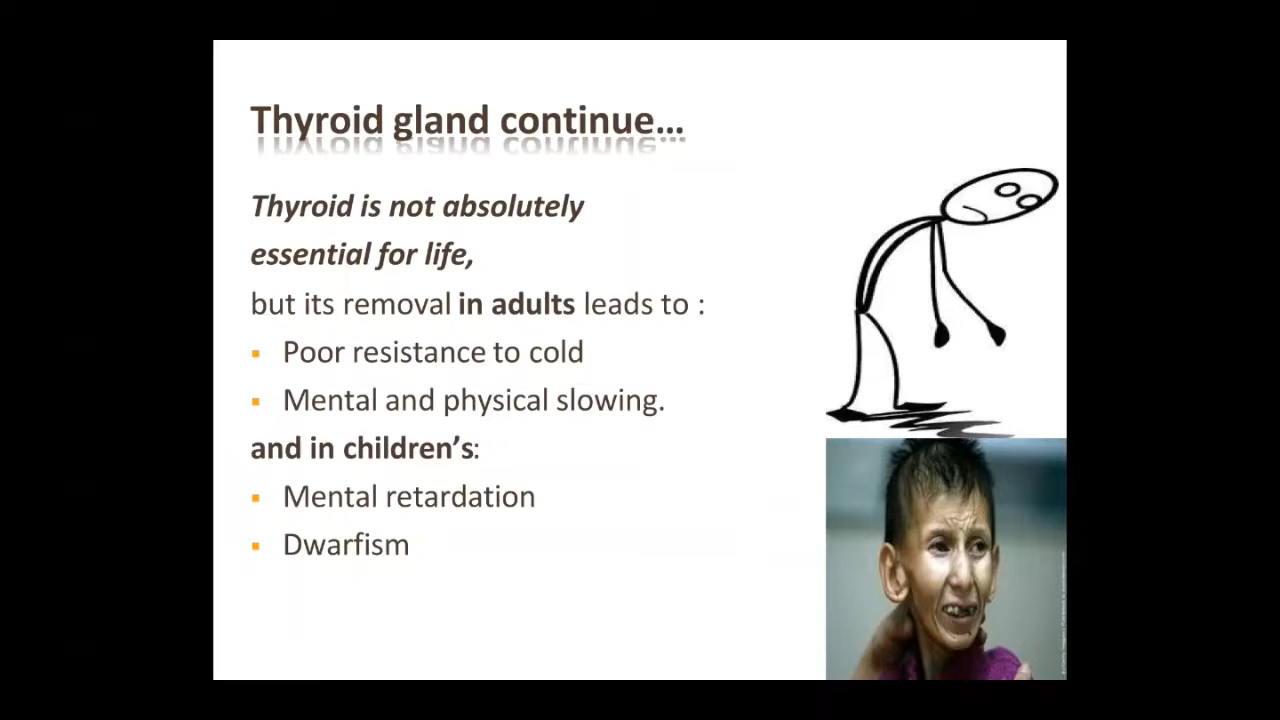 Thyroid gland continue...
Thyroid is not absolutely
essential for life,
but its removal in adults leads to :
▪ Poor resistance to cold
▪ Mental and physical slowing.
and in children's:
▪ Mental retardation
▪ Dwarfism